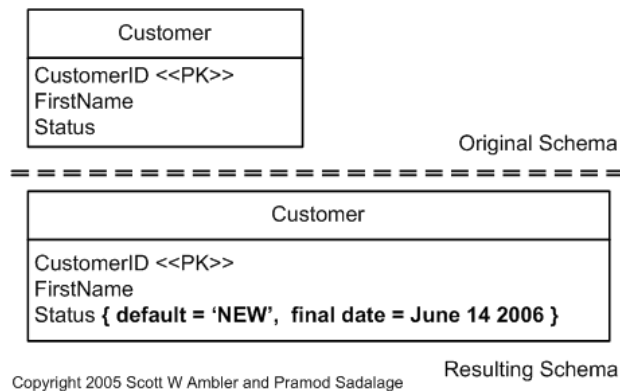 Customer
CustomerID <<PK>>
FirstName
Status
Original Schema
Customer
CustomerID <<PK>>
FirstName
Status { default = ‘NEW’, final date = June 14 2006 }
Resulting Schema
Copyright 2005 Scott W Ambler and Pramod Sadalage